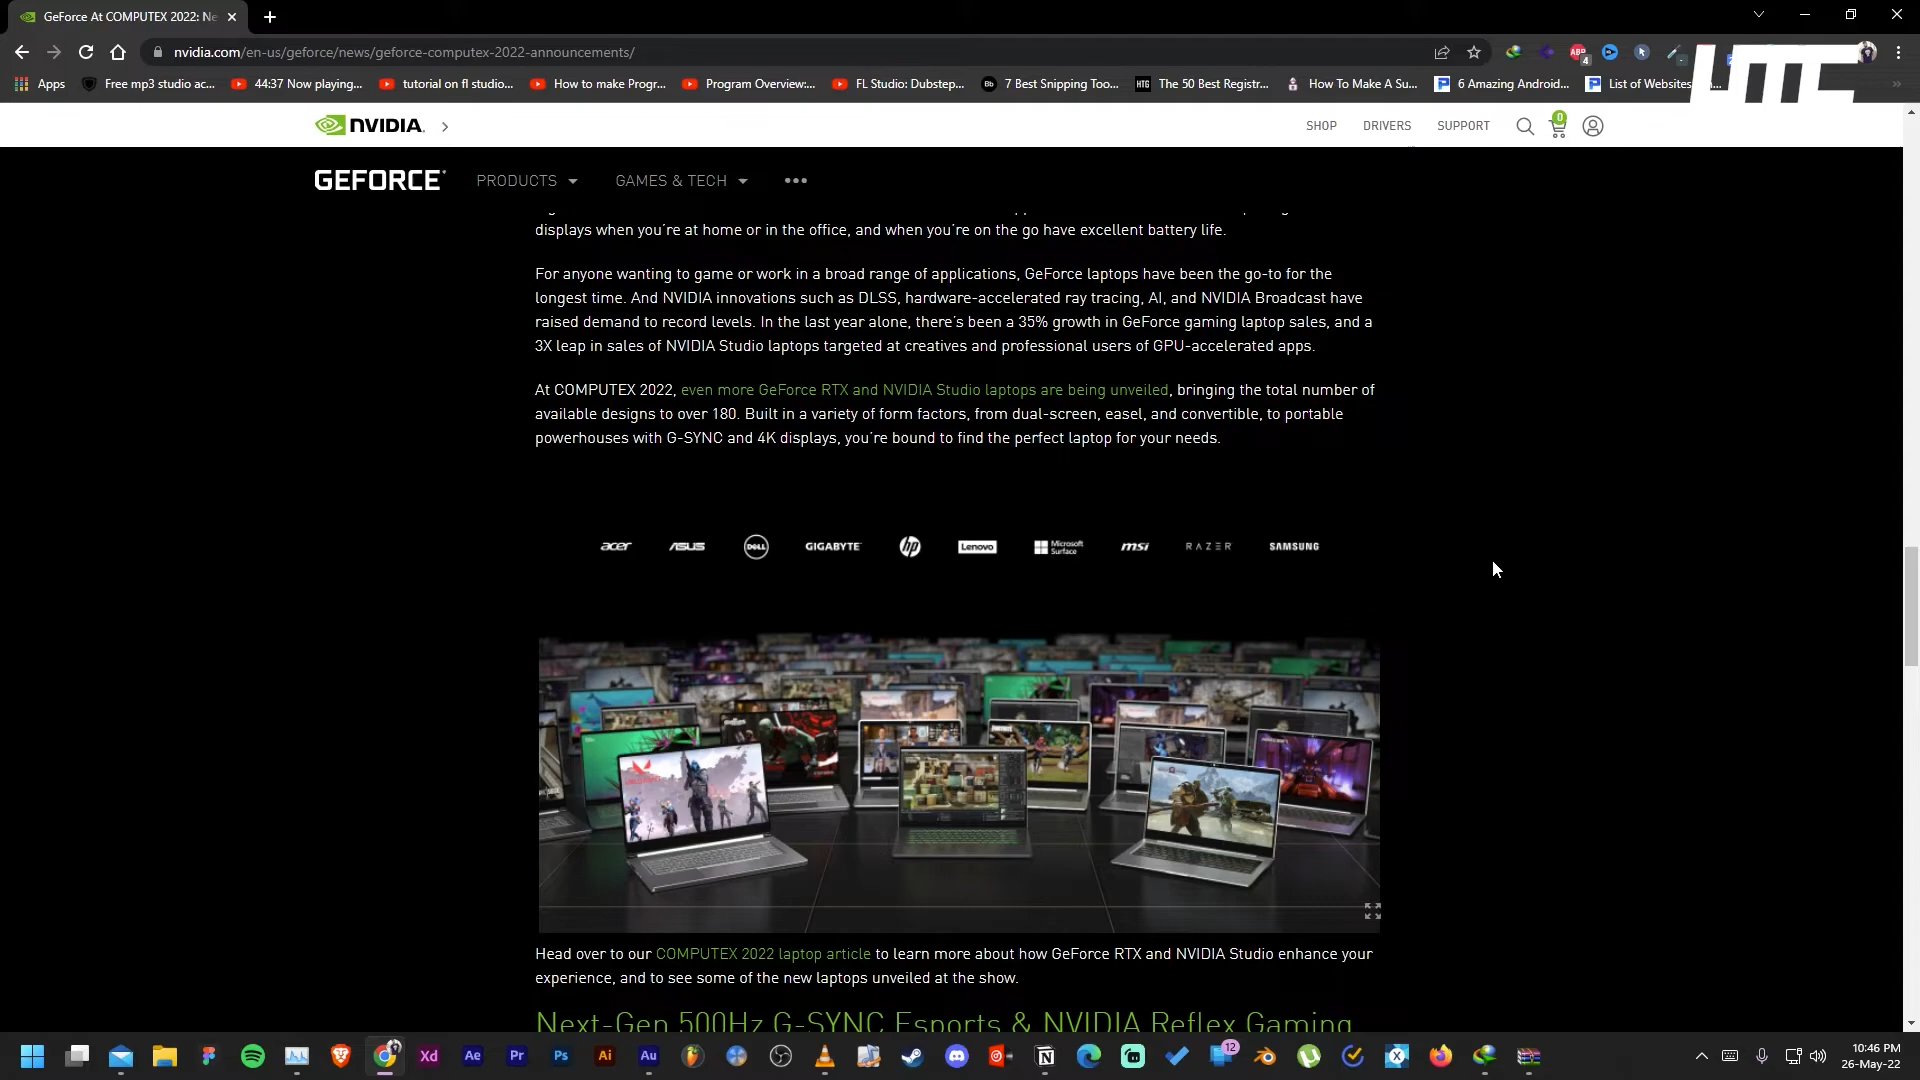 GeForce At COMPUTEX 2022: Ne
nvidia.com/en-us/geforce/news/geforce-computex-2022-announcements/
Apps
Free mp3 studio ac...
44:37 Now playing...
tutorial on fl studio...
How to make Progr...
Program Overview:...
FL Studio: Dubstep...
7 Best Snipping Too...
The 50 Best Registr...
How To Make A Su...
6 Amazing Android...
List of Websites
HTG
NVIDIA.
SHOP
DRIVERS
SUPPORT
0
GEFORCE
PRODUCTS
GAMES & TECH
displays when you're at home or in the office, and when you're on the go have excellent battery life.
For anyone wanting to game or work in a broad range of applications, GeForce laptops have been the go-to for the
longest time. And NVIDIA innovations such as DLSS, hardware-accelerated ray tracing, AI, and NVIDIA Broadcast have
raised demand to record levels. In the last year alone, there's been a 35% growth in GeForce gaming laptop sales, and a
3X leap in sales of NVIDIA Studio laptops targeted at creatives and professional users of GPU-accelerated apps.
At COMPUTEX 2022, even more GeForce RTX and NVIDIA Studio laptops are being unveiled, bringing the total number of
available designs to over 180. Built in a variety of form factors, from dual-screen, easel, and convertible, to portable
powerhouses with G-SYNC and 4K displays, you're bound to find the perfect laptop for your needs.
acer
ASUS
DELL
GIGABYTE
hp
Lenovo
Microsoft
Surface
msi
RAZER
SAMSUNG
Head over to our COMPUTEX 2022 laptop article to learn more about how GeForce RTX and NVIDIA Studio enhance your
experience, and to see some of the new laptops unveiled at the show.
Next-Gen 500Hz G-SYNC Esports & NVIDIA Reflex Gaming
Xd
Ae
Pr
Ps
Ai
Au
12
10:46 PM
26-May-22